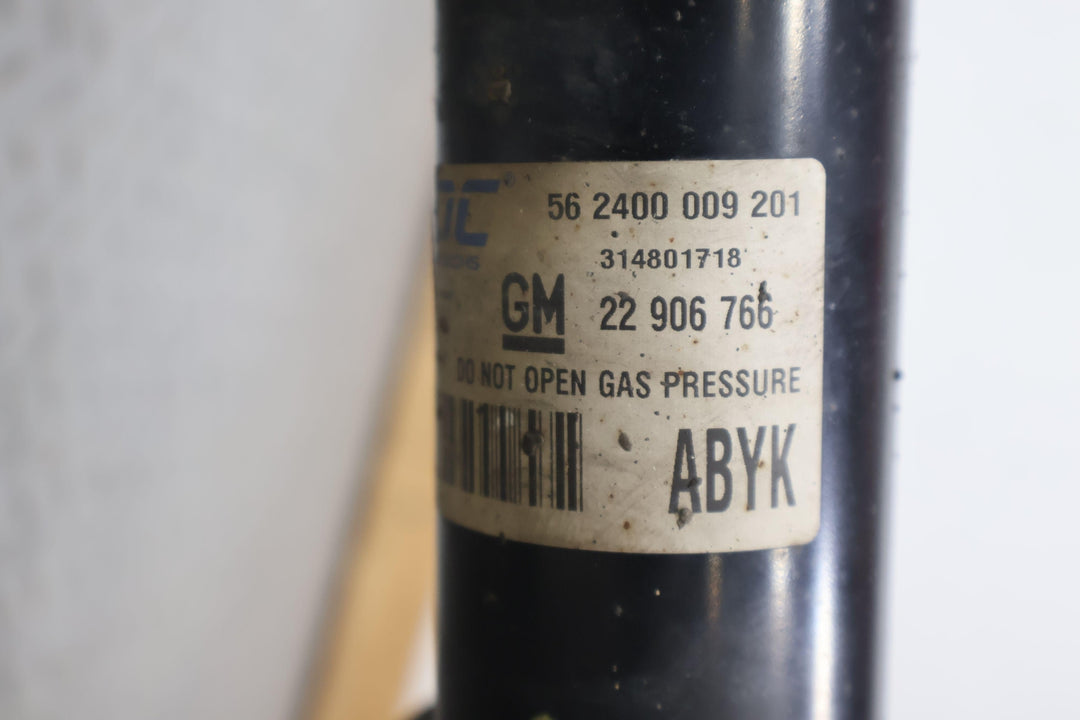 56 2400 009 201
314801718
GM 22 906 766
DO NOT OPEN GAS PRESSURE
ABYK